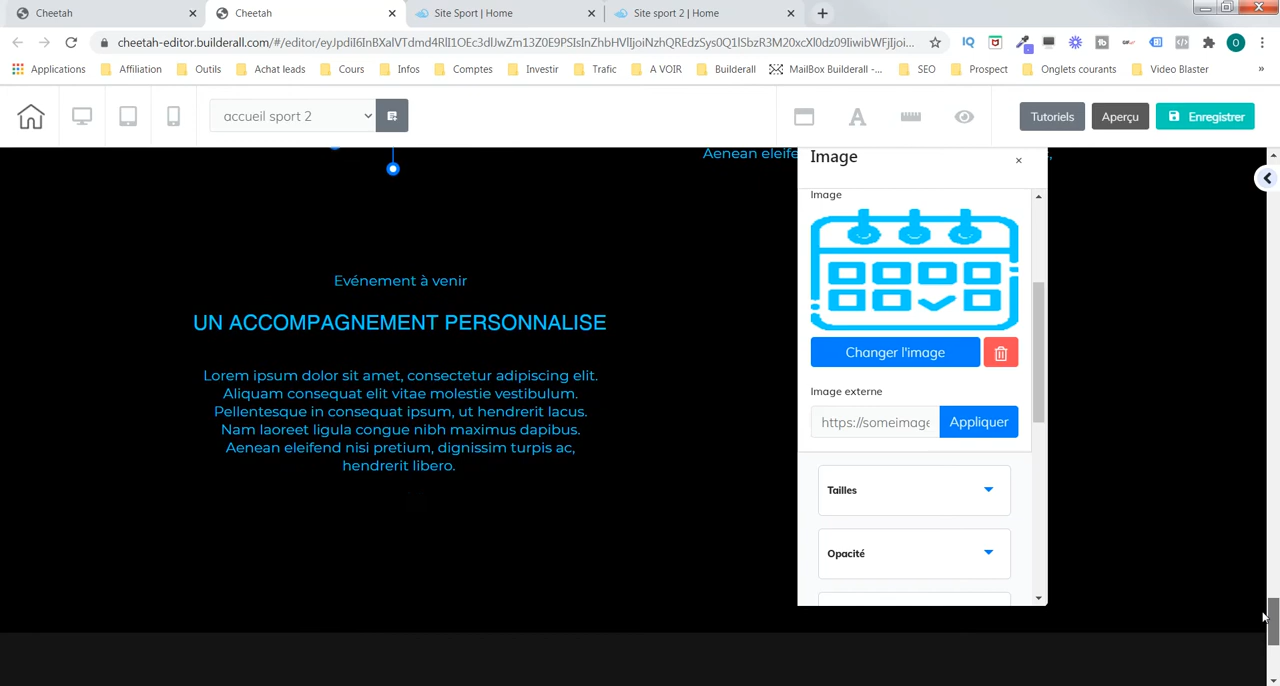 Cheetah
Cheetah
Site Sport | Home
Site sport 2 | Home
cheetah-editor.builderall.com/#/editor/
Applications
Affiliation
Outils
Achat leads
Cours
Infos
Comptes
Investir
Trafic
A VOIR
Builderall
MailBox Builderall -...
SEO
Prospect
Onglets courants
Video Blaster
»
accueil sport 2
Tutoriels
Aperçu
Enregistrer
Aenean eleife
Image
Image
Evénement à venir
UN ACCOMPAGNEMENT PERSONNALISE
Lorem ipsum dolor sit amet, consectetur adipiscing elit.
Aliquam consequat elit vitae molestie vestibulum.
Pellentesque in consequat ipsum, ut hendrerit lacus.
Nam laoreet ligula congue nibh maximus dapibus.
Aenean eleifend nisi pretium, dignissim turpis ac,
hendrerit libero.
Changer l'image
Image externe
https://someimage
Appliquer
Tailles
Opacité